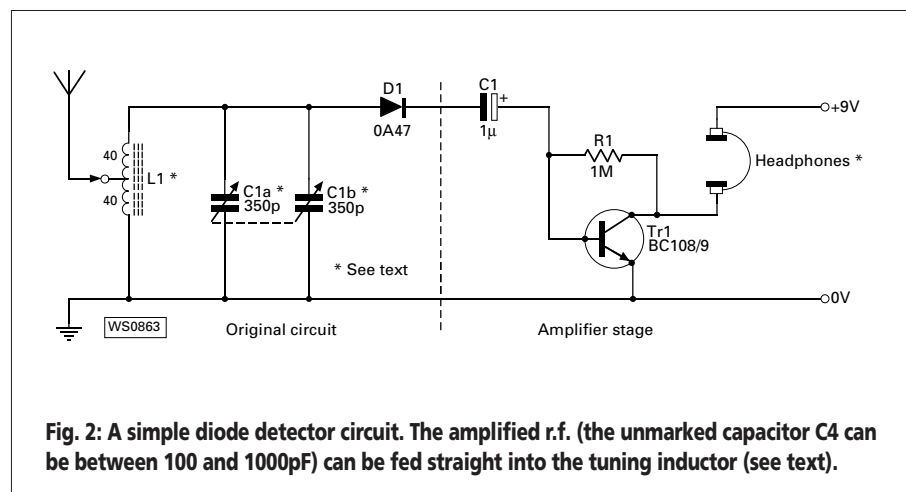 D1
0A47
C1
+
1µ
+9V
R1
1M
Headphones *
40
40
L1 *
C1a *
350p
C1b *
350p
Tr1
BC108/9
* See text
0V
WS0863
Original circuit
Amplifier stage
Fig. 2: A simple diode detector circuit. The amplified r.f. (the unmarked capacitor C4 can
be between 100 and 1000pF) can be fed straight into the tuning inductor (see text).